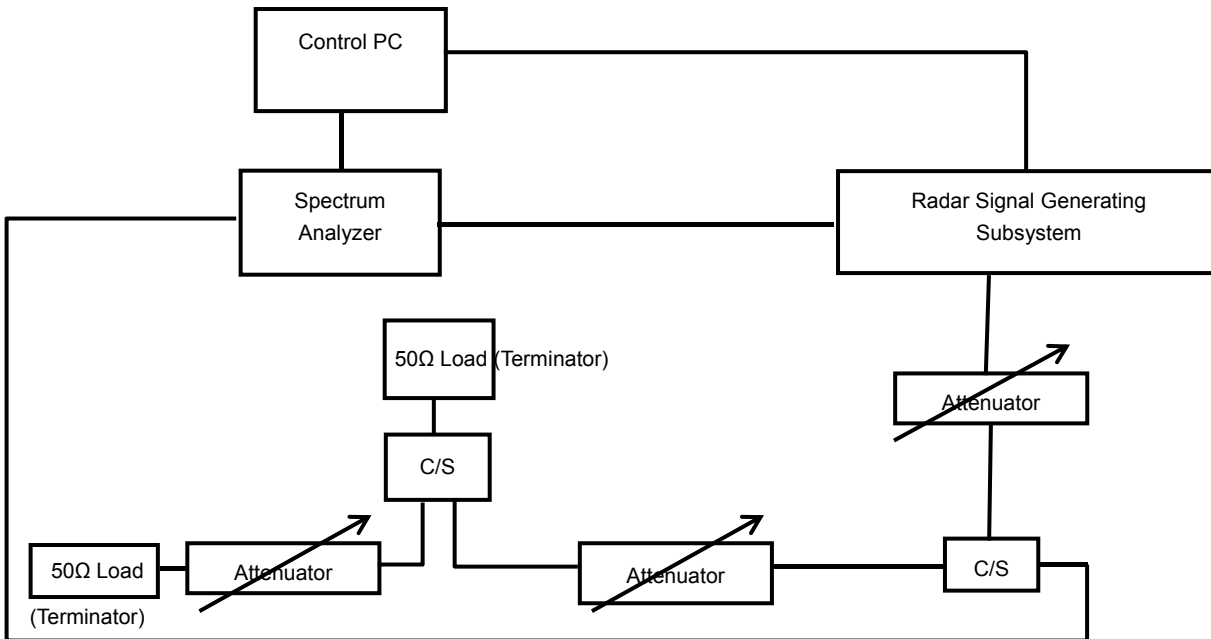 Control PC
Spectrum
Analyzer
Radar Signal Generating
Subsystem
50Ω Load (Terminator)
Attenuator
C/S
50Ω Load
(Terminator)
Attenuator
Attenuator
C/S